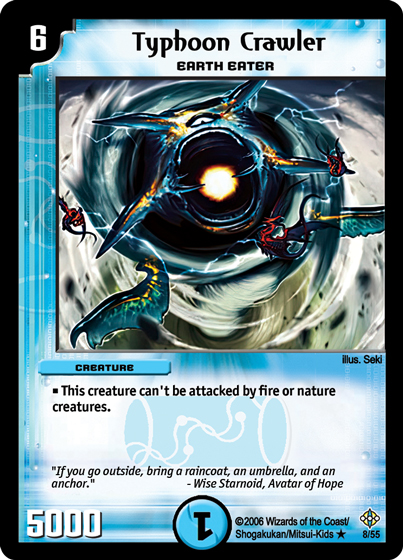 6
Typhoon Crawler
EARTH EATER
illus. Seki
CREATURE
▪ This creature can't be attacked by fire or nature
creatures.
"If you go outside, bring a raincoat, an umbrella, and an
anchor."
- Wise Starnoid, Avatar of Hope
5000
1
©2006 Wizards of the Coast/
Shogakukan/Mitsui-Kids ★
8/55